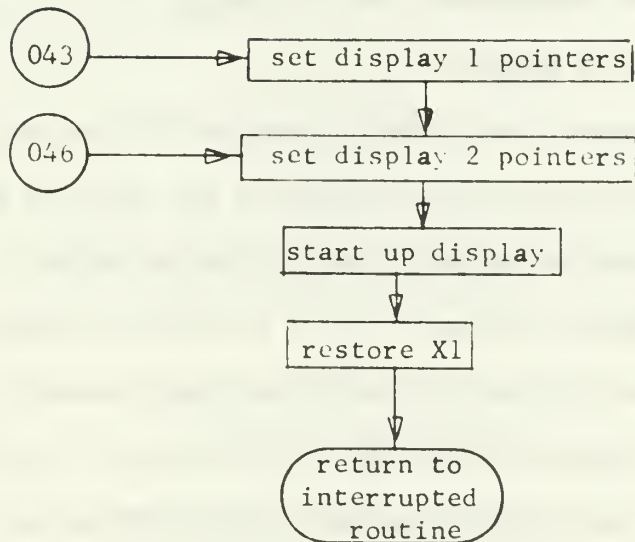 043
set display 1 pointers
046
set display 2 pointers
start up display
restore X1
return to
interrupted
routine